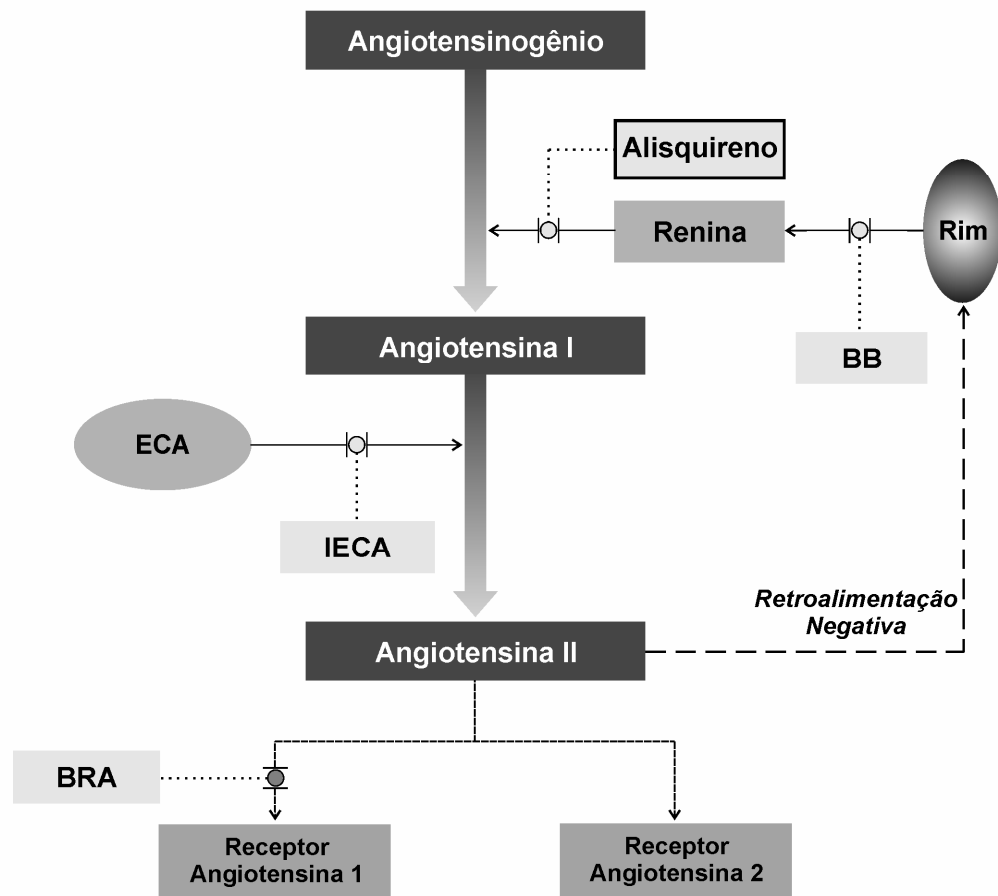 Angiotensinogênio
Alisquireno
Renina
Rim
Angiotensina I
BB
ECA
IECA
Retroalimentação
Negativa
Angiotensina II
BRA
Receptor
Angiotensina 1
Receptor
Angiotensina 2